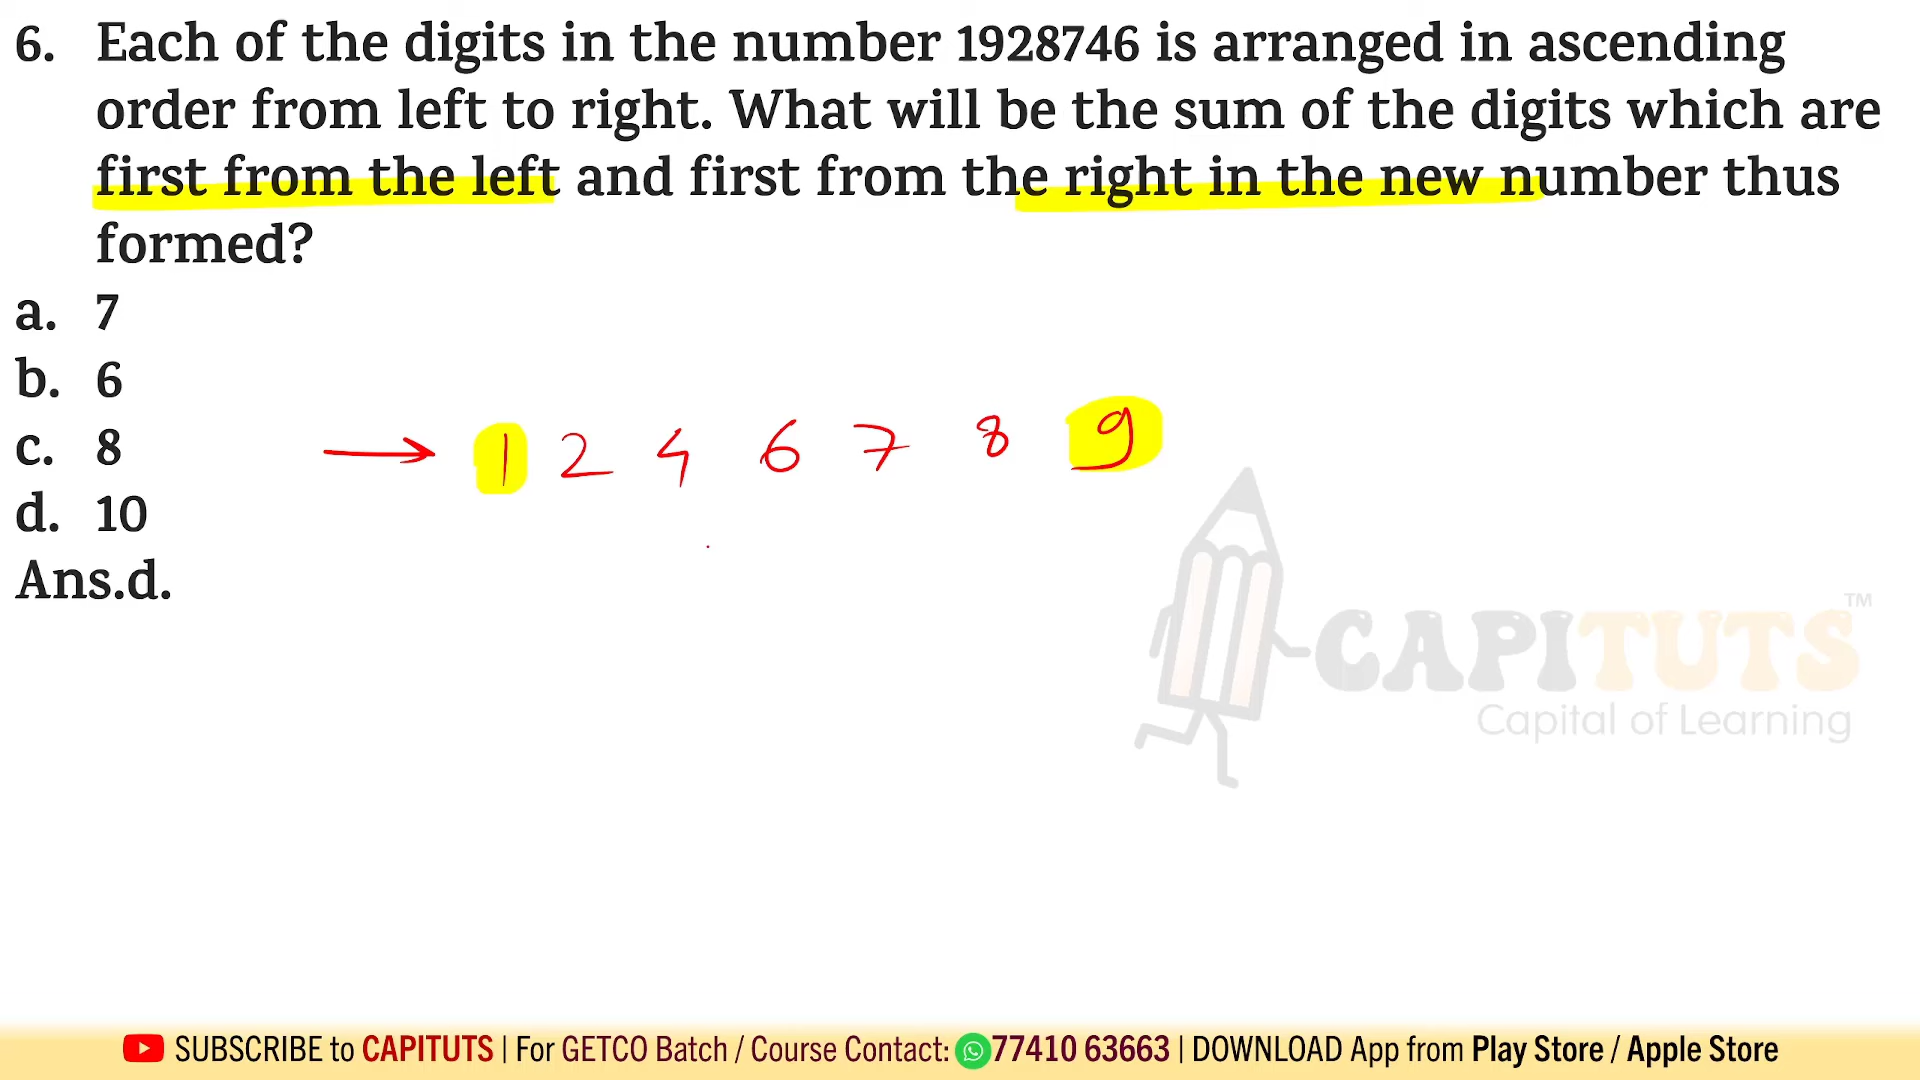 6. Each of the digits in the number 1928746 is arranged in ascending
order from left to right. What will be the sum of the digits which are
first from the left and first from the right in the new number thus
formed?
a. 7
b. 6
c. 8
d. 10
Ans.d.
→ 1 2 4 6 7 8 9
CAPITUTS™
Capital of Learning
SUBSCRIBE to CAPITUTS | For GETCO Batch / Course Contact: 77410 63663 | DOWNLOAD App from Play Store / Apple Store